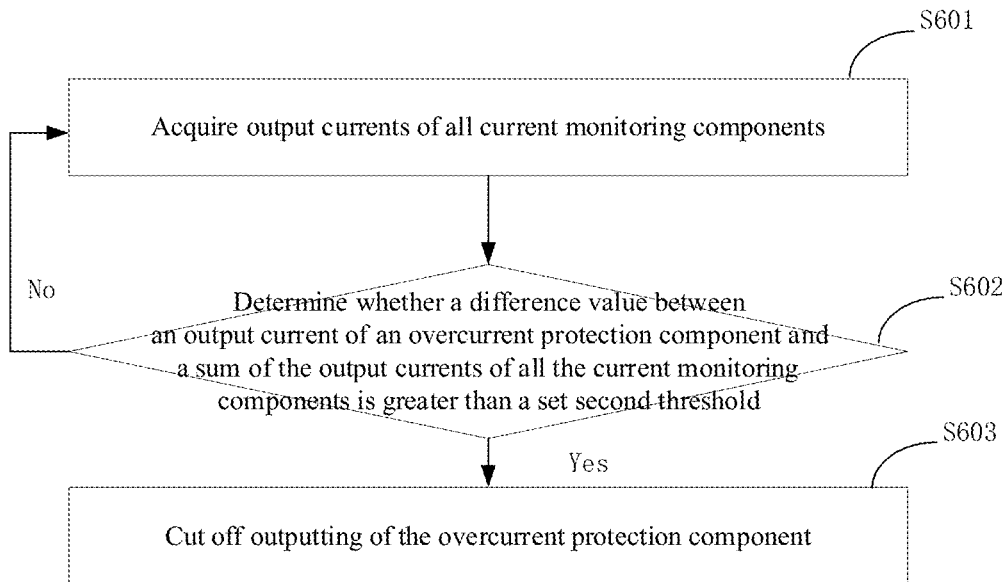 S601
Acquire output currents of all current monitoring components
No
Determine whether a difference value between
an output current of an overcurrent protection component and
a sum of the output currents of all the current monitoring
components is greater than a set second threshold
S602
Yes
S603
Cut off outputting of the overcurrent protection component